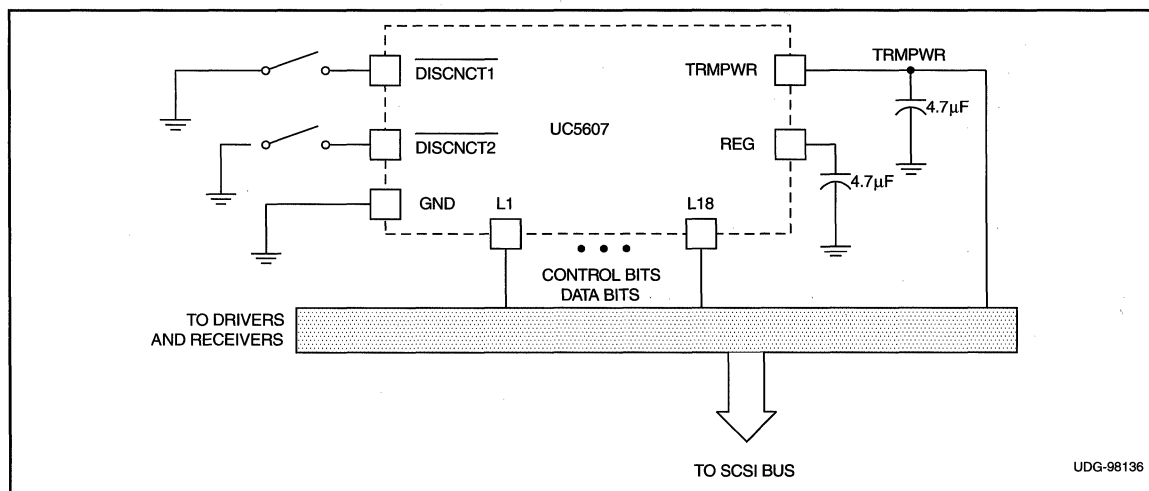 DISCNCT1
TRMPWR
TRMPWR
4.7µF
UC5607
DISCNCT2
REG
4.7µF
GND
L1
L18
CONTROL BITS
DATA BITS
TO DRIVERS
AND RECEIVERS
TO SCSI BUS
UDG-98136